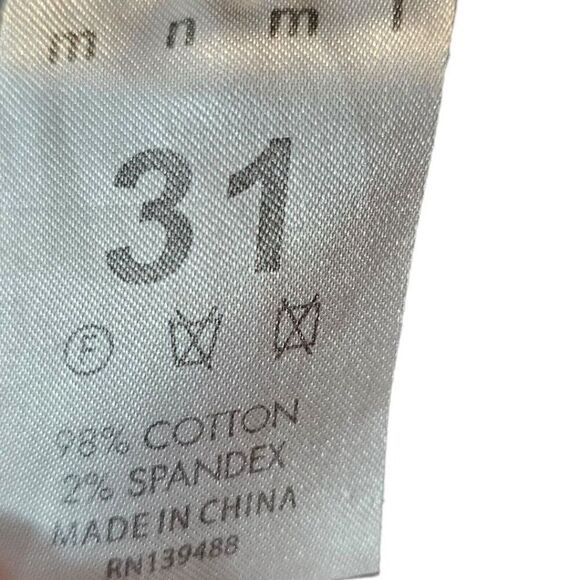 m n m l
31
F
98% COTTON
2% SPANDEX
MADE IN CHINA
RN139488